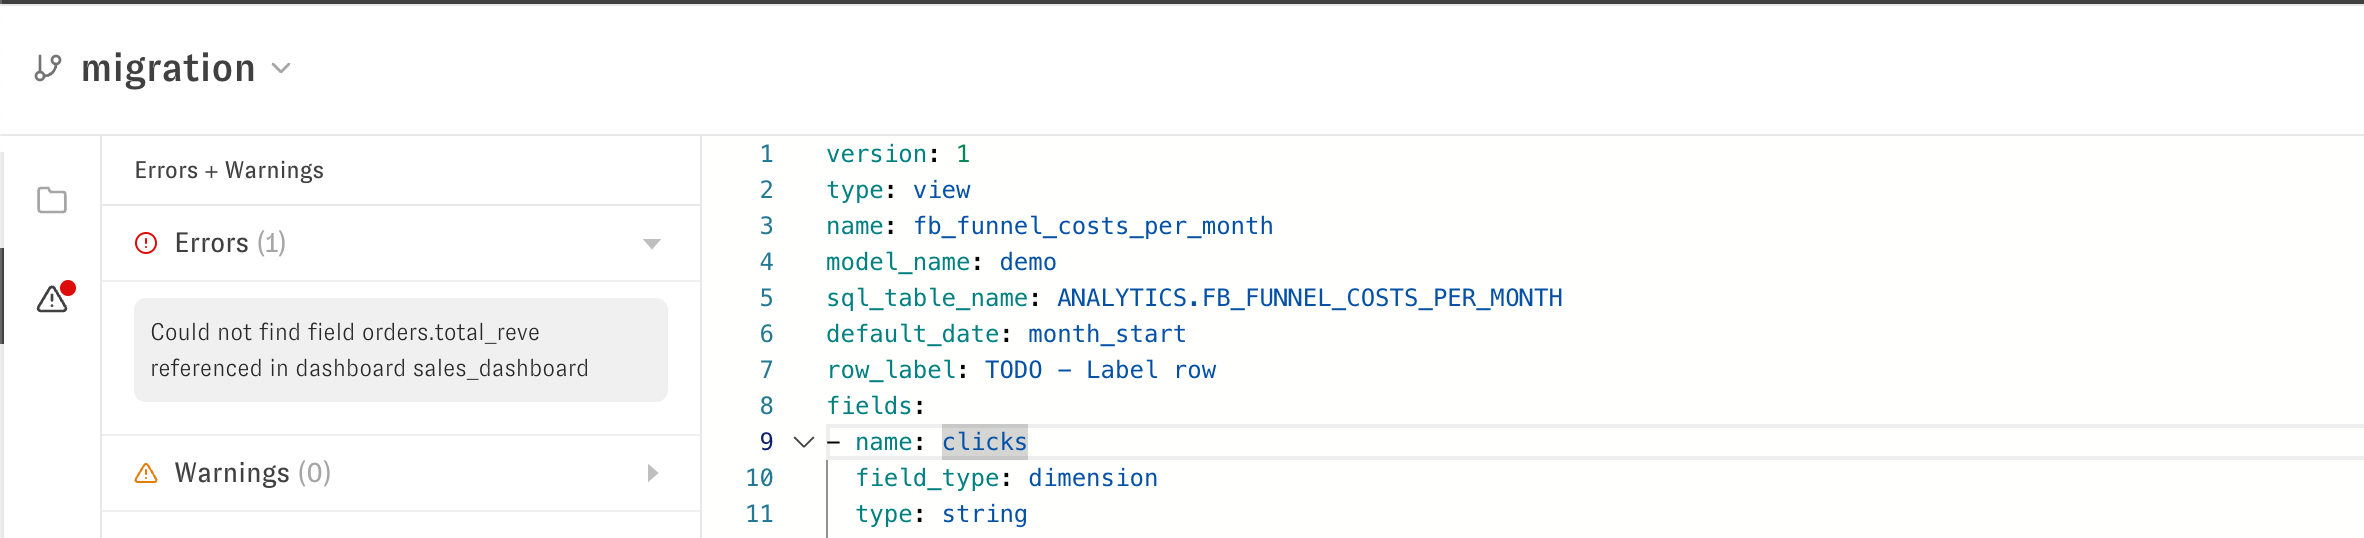 migration
Errors + Warnings
Errors (1)
Could not find field orders.total_reve
referenced in dashboard sales_dashboard
Warnings (0)
1 version: 1
2 type: view
3 name: fb_funnel_costs_per_month
4 model_name: demo
5 sql_table_name: ANALYTICS.FB_FUNNEL_COSTS_PER_MONTH
6 default_date: month_start
7 row_label: TODO - Label row
8 fields:
9 - name: clicks
10 field_type: dimension
11 type: string